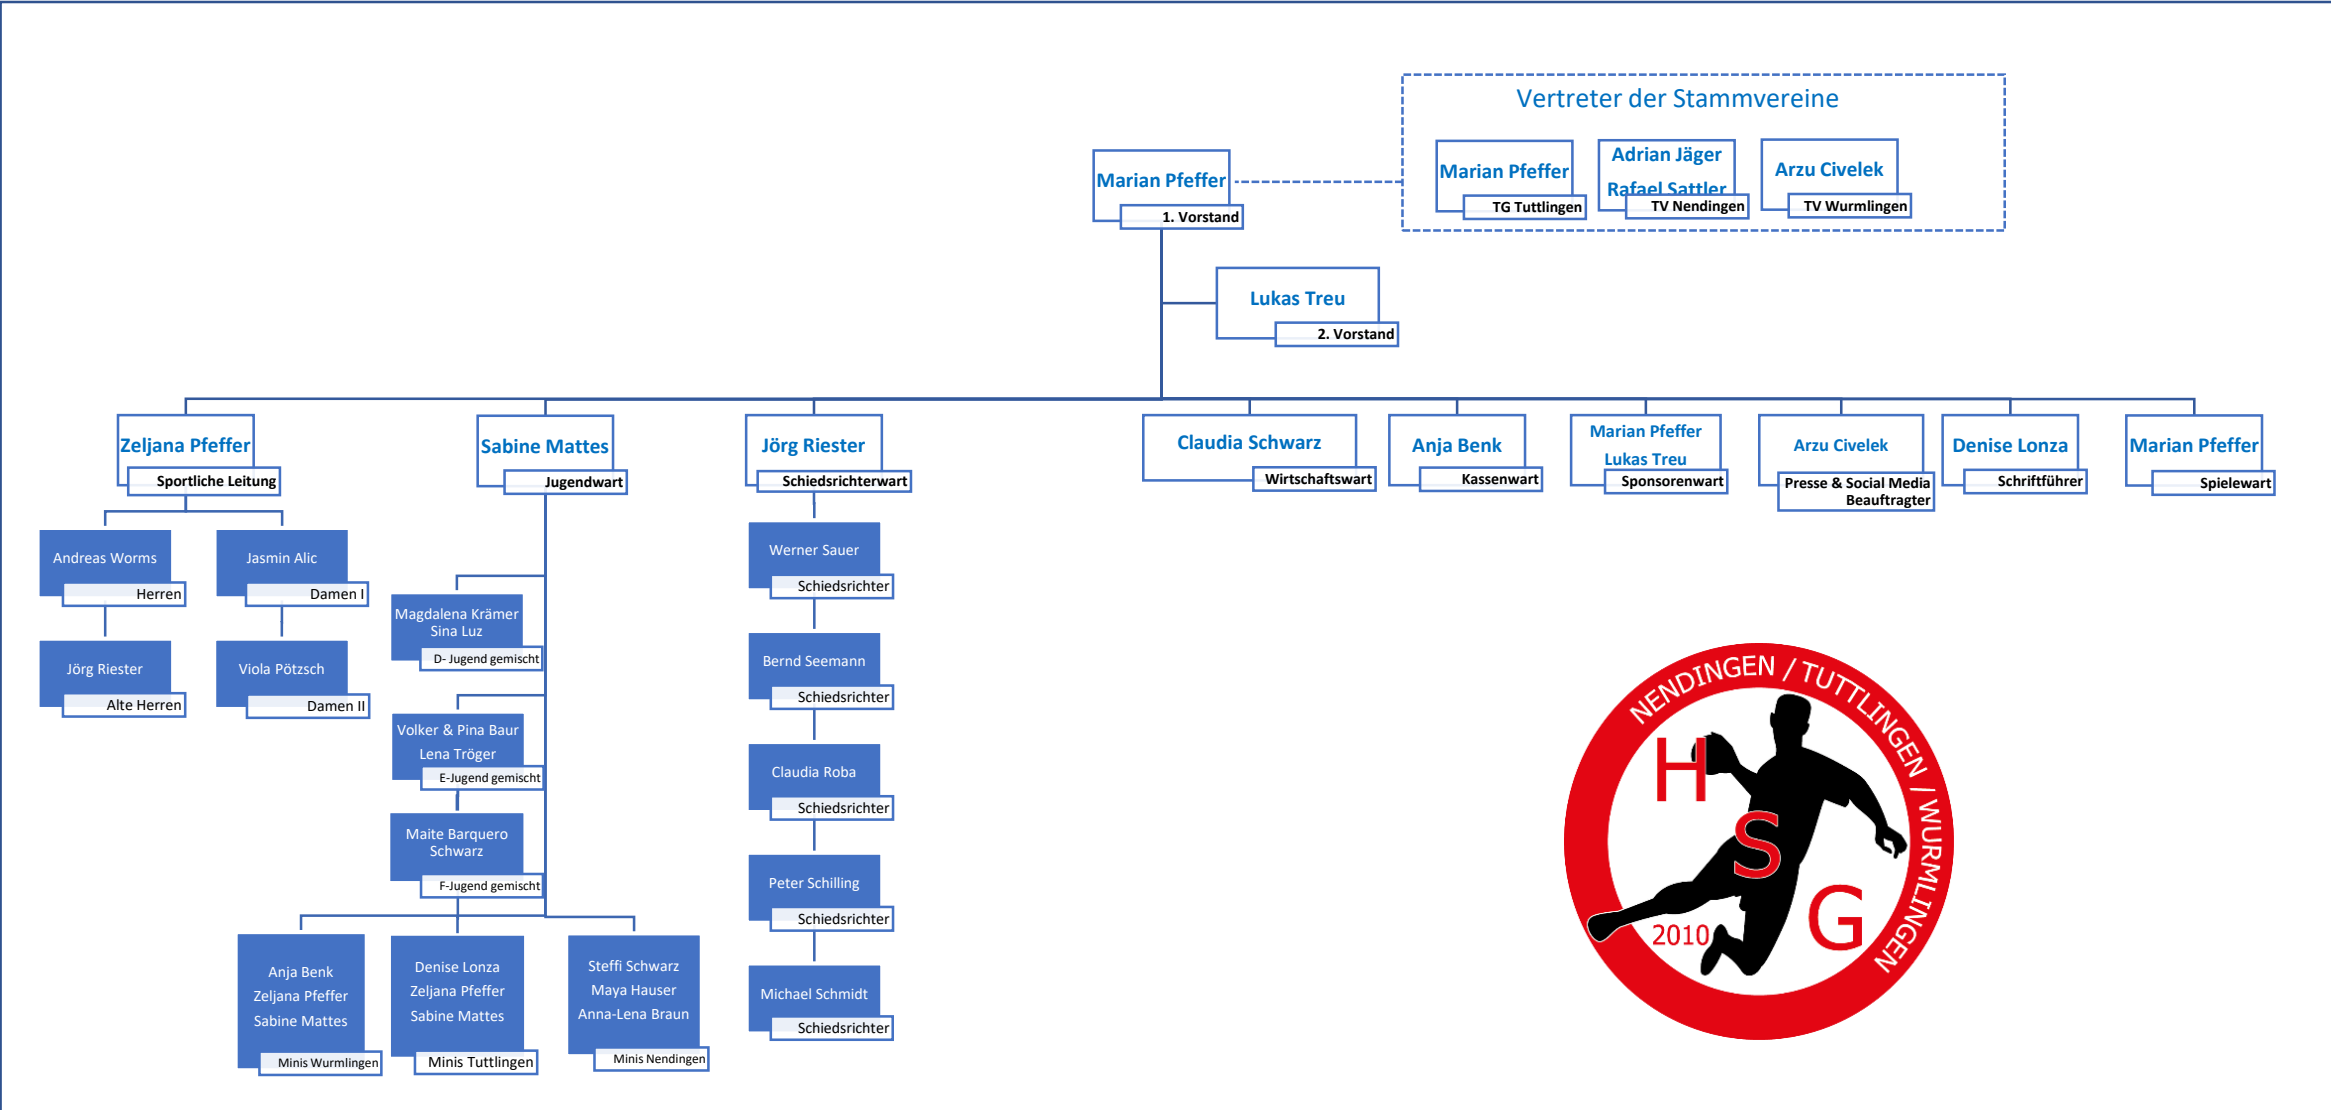 Vertreter der Stammvereine
Marian Pfeffer
1. Vorstand
Marian Pfeffer
TG Tuttlingen
Adrian Jäger
Rafael Sattler
TV Nendingen
Arzu Civelek
TV Wurmlingen
Lukas Treu
2. Vorstand
Zeljana Pfeffer
Sportliche Leitung
Sabine Mattes
Jugendwart
Jörg Riester
Schiedsrichterwart
Claudia Schwarz
Wirtschaftswart
Anja Benk
Kassenwart
Marian Pfeffer
Lukas Treu
Sponsorenwart
Arzu Civelek
Presse & Social Media
Beauftragter
Denise Lonza
Schriftführer
Marian Pfeffer
Spielewart
Andreas Worms
Herren
Jasmin Alic
Damen I
Jörg Riester
Alte Herren
Viola Pötzsch
Damen II
Magdalena Krämer
Sina Luz
D- Jugend gemischt
Volker & Pina Baur
Lena Tröger
E-Jugend gemischt
Maite Barquero
Schwarz
F-Jugend gemischt
Anja Benk
Zeljana Pfeffer
Sabine Mattes
Minis Wurmlingen
Denise Lonza
Zeljana Pfeffer
Sabine Mattes
Minis Tuttlingen
Steffi Schwarz
Maya Hauser
Anna-Lena Braun
Minis Nendingen
Werner Sauer
Schiedsrichter
Bernd Seemann
Schiedsrichter
Claudia Roba
Schiedsrichter
Peter Schilling
Schiedsrichter
Michael Schmidt
Schiedsrichter
NENDINGEN / TUTTLINGEN / WURMLINGEN
H
S
G
2010